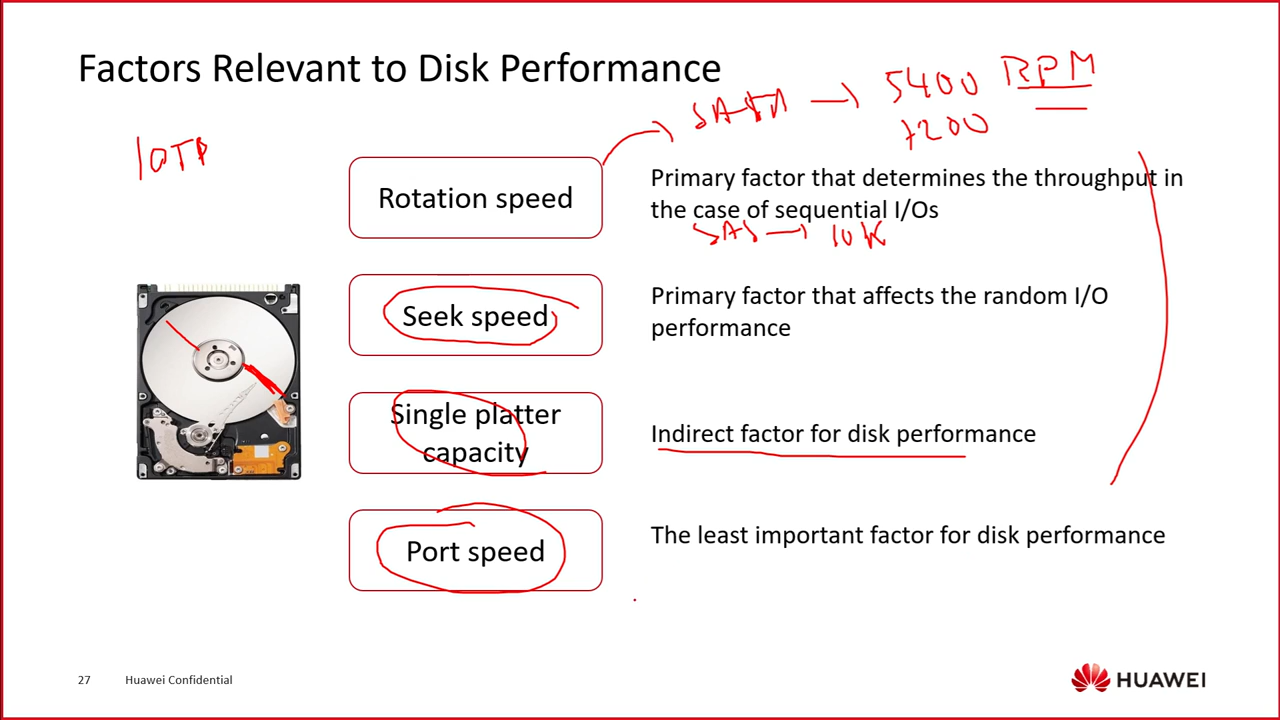 Factors Relevant to Disk Performance
SATA → 5400 RPM
7200
10TB
Rotation speed
Primary factor that determines the throughput in
the case of sequential I/Os
SAS → 10K
Seek speed
Primary factor that affects the random I/O
performance
Single platter
capacity
Indirect factor for disk performance
Port speed
The least important factor for disk performance
27
Huawei Confidential
HUAWEI